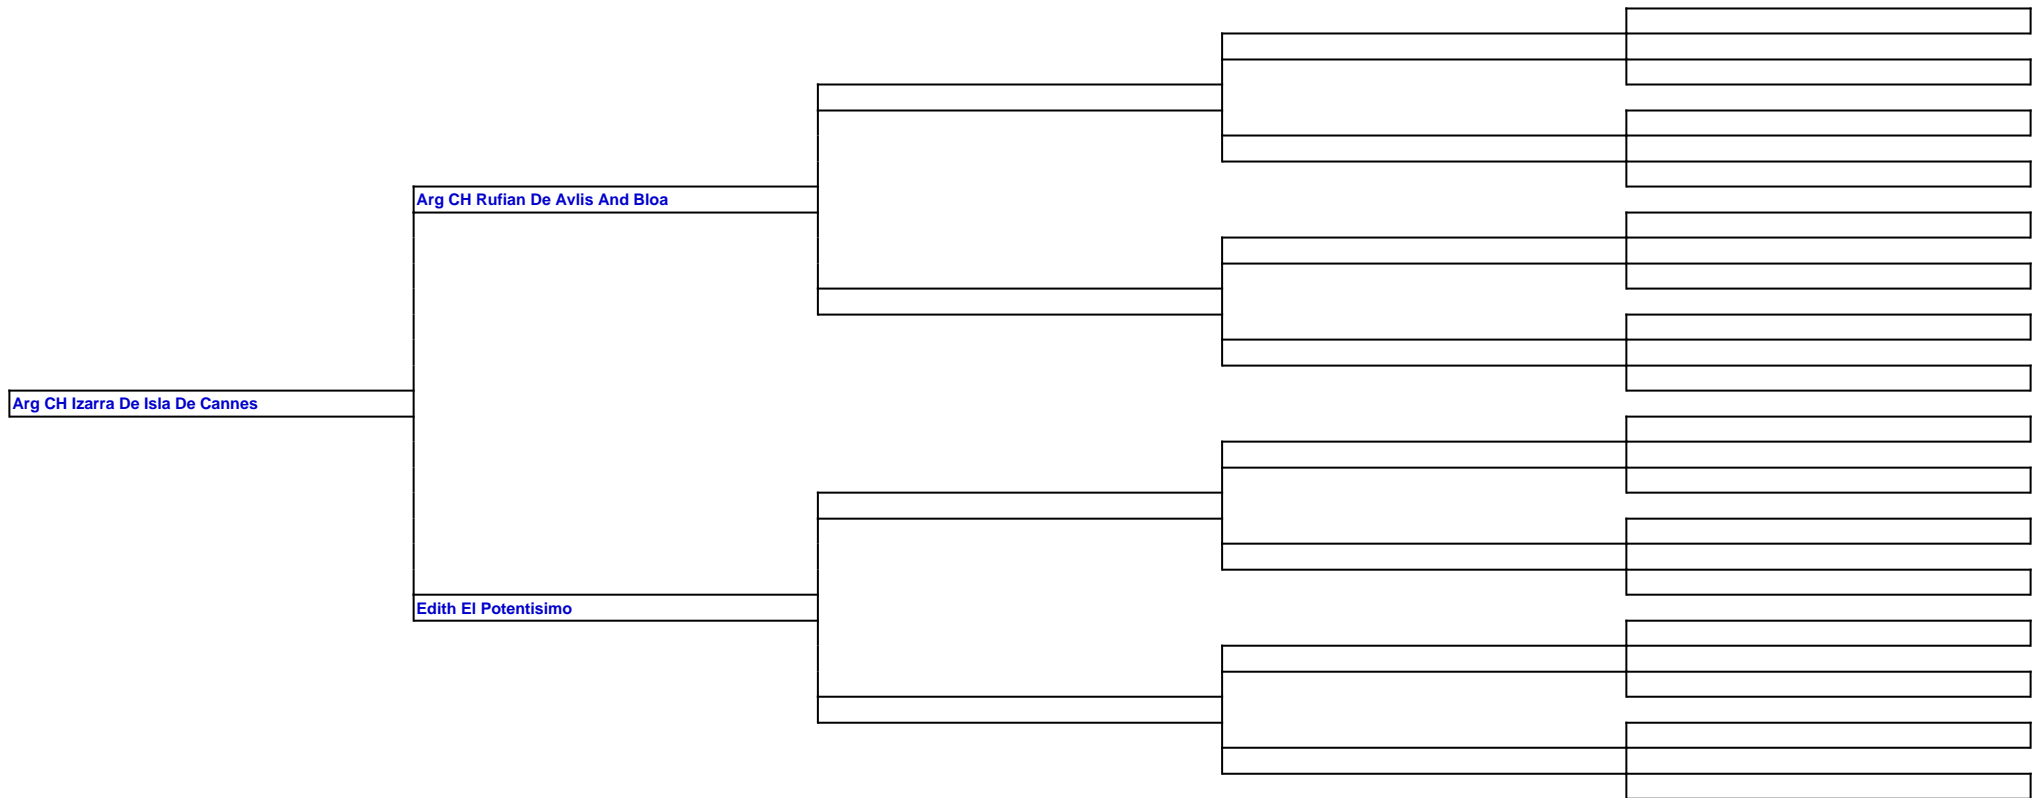 Arg CH Rufian De Avlis And Bloa
Arg CH Izarra De Isla De Cannes
Edith El Potentisimo